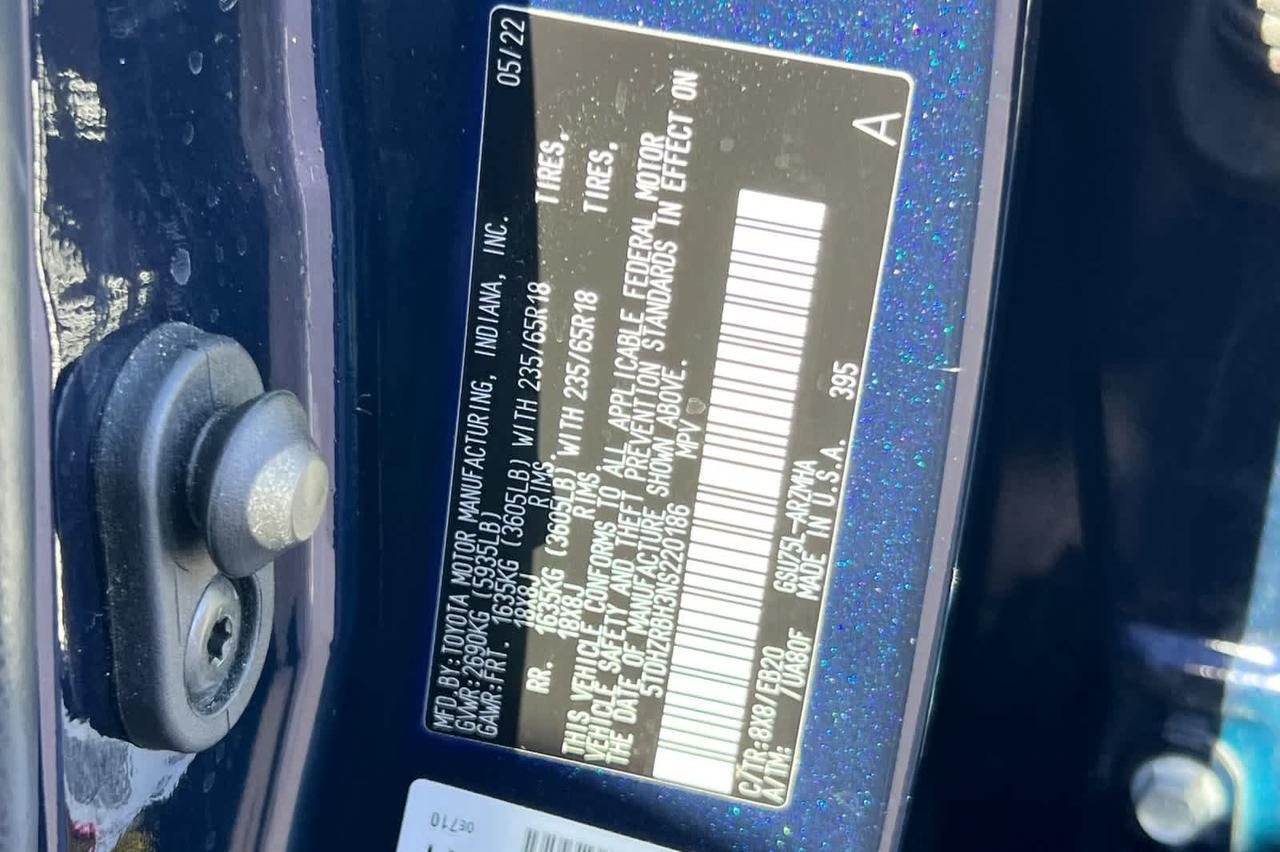 MFD.BY:TOYOTA MOTOR MANUFACTURING, INDIANA, INC. 05/22
GVWR:2690KG (5935LB)
GAWR:FRT. 1635KG (3605LB) WITH 235/65R18 TIRES,
18X8J RIMS,
RR. 1635KG (3605LB) WITH 235/65R18 TIRES,
18X8J RIMS.
THIS VEHICLE CONFORMS TO ALL APPLICABLE FEDERAL MOTOR
VEHICLE SAFETY AND THEFT PREVENTION STANDARDS IN EFFECT ON
THE DATE OF MANUFACTURE SHOWN ABOVE.
5TDHZRBH3NS220186 MPV
C/TR:8X8/EB20 GSU75L-ARZMHA
A/TM: /UA80F MADE IN U.S.A. 395
A
0E710